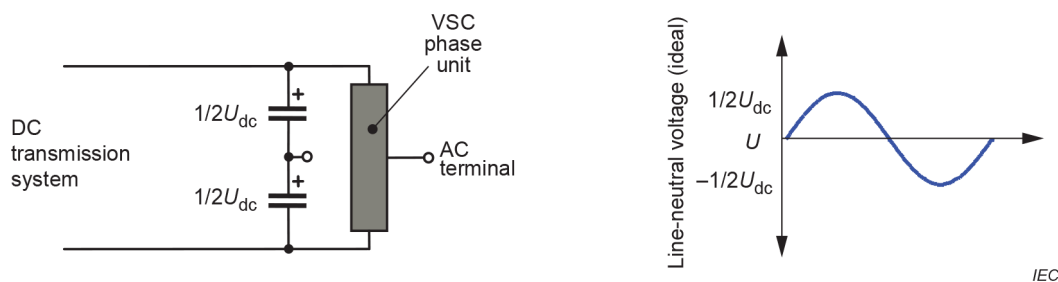 VSC
phase
unit
+
1/2Udc
DC
transmission
system
AC
terminal
+
1/2Udc
Line-neutral voltage (ideal)
1/2Udc
U
–1/2Udc
IEC